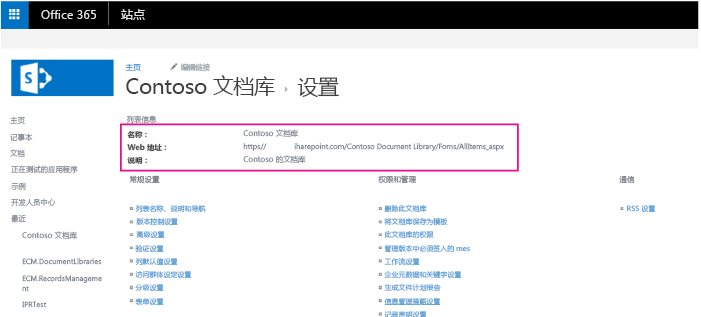 Office 365 站点
S
主页 编辑链接
Contoso 文档库 设置
主页
记事本
文档
正在测试的应用程序
示例
开发人员中心
最近
Contoso 文档库
ECM.DocumentLibraries
ECM.RecordsManageme
nt
IPRTest
列表信息
名称： Contoso 文档库
Web 地址： https// iharepoint.com/Contoso Document Library/Foms/AllItems_aspx
说明： Contoso 的文档库
常规设置
列表名称、说明和导航
版本控制设置
高级设置
验证设置
列默认值设置
访问群体设定设置
分级设置
表单设置
权限和管理
删除此文档库
将文档库保存为模板
此文档库的权限
管理版本中必须签入的 mes
工作流设置
企业元数据和关键字设置
生成文件计划报告
信息管理策略设置
记录声明设置
通信
RSS 设置